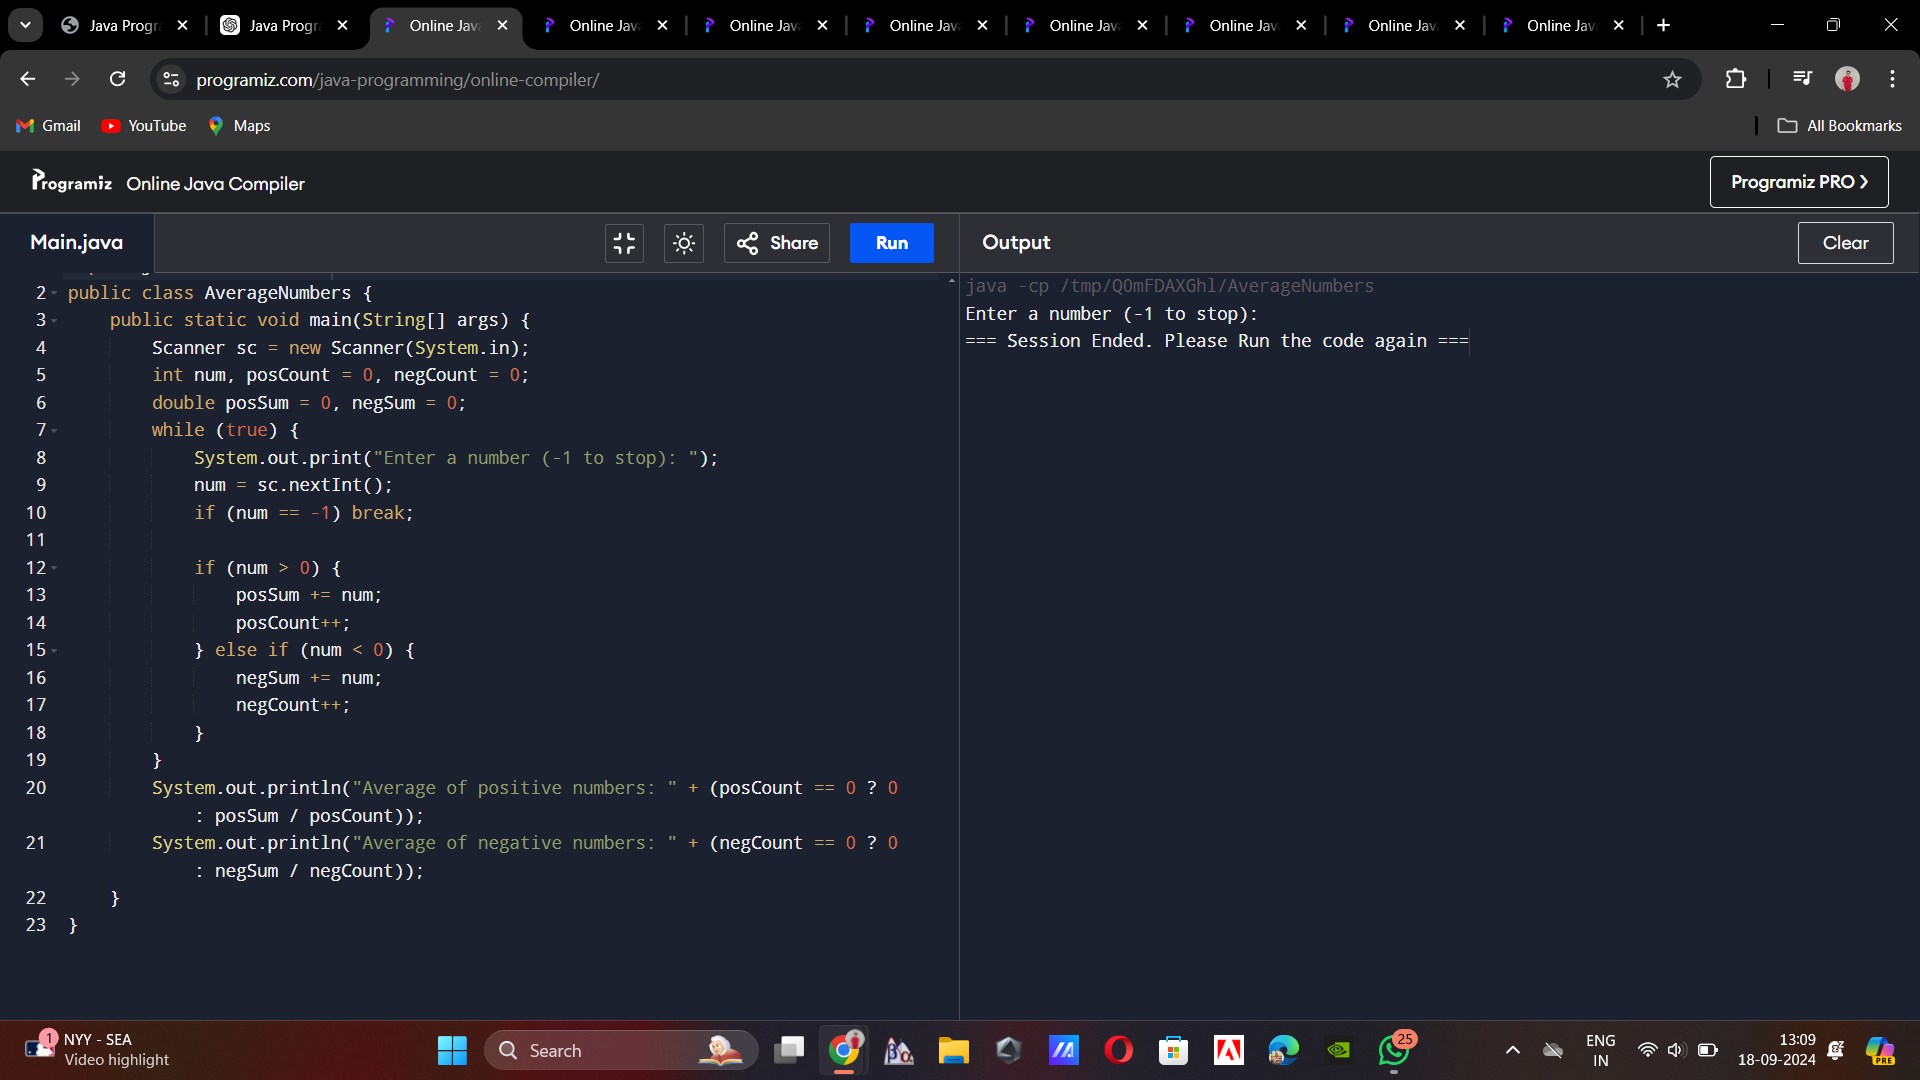 Java Progr
Java Progr
Online Java
Online Java
Online Java
Online Java
Online Java
Online Java
Online Java
Online Java
programiz.com/java-programming/online-compiler/
Gmail
YouTube
Maps
All Bookmarks
Programiz
Online Java Compiler
Programiz PRO
Main.java
Share
Run
Output
Clear
2 public class AverageNumbers {
3 public static void main(String[] args) {
4 Scanner sc = new Scanner(System.in);
5 int num, posCount = 0, negCount = 0;
6 double posSum = 0, negSum = 0;
7 while (true) {
8 System.out.print("Enter a number (-1 to stop): ");
9 num = sc.nextInt();
10 if (num == -1) break;
11
12 if (num > 0) {
13 posSum += num;
14 posCount++;
15 } else if (num < 0) {
16 negSum += num;
17 negCount++;
18 }
19 }
20 System.out.println("Average of positive numbers: " + (posCount == 0 ? 0
: posSum / posCount));
21 System.out.println("Average of negative numbers: " + (negCount == 0 ? 0
: negSum / negCount));
22 }
23 }
java -cp /tmp/Q0mFDAXGhl/AverageNumbers
Enter a number (-1 to stop):
=== Session Ended. Please Run the code again ===
1
NYY - SEA
Video highlight
Search
25
ENG
IN
13:09
18-09-2024
PRE